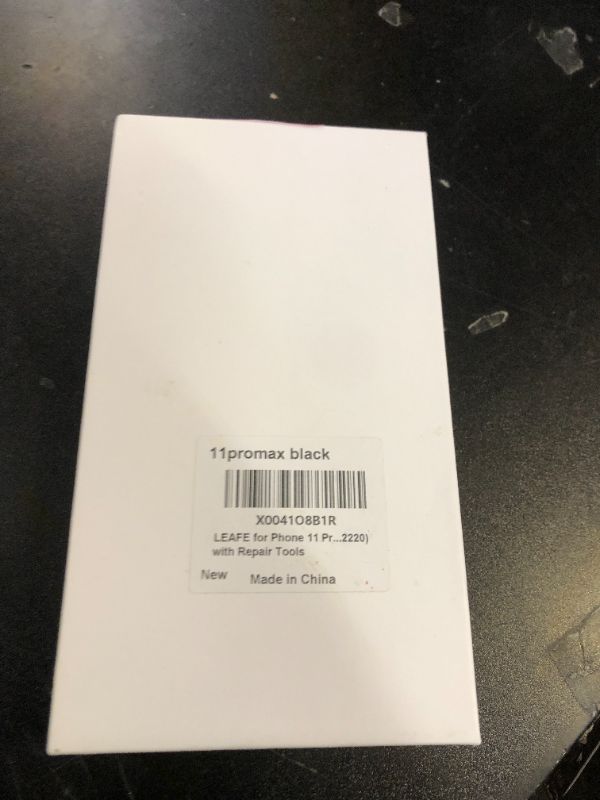 11promax black
X0041O8B1R
LEAFE for Phone 11 Pr...2220)
with Repair Tools
New
Made in China